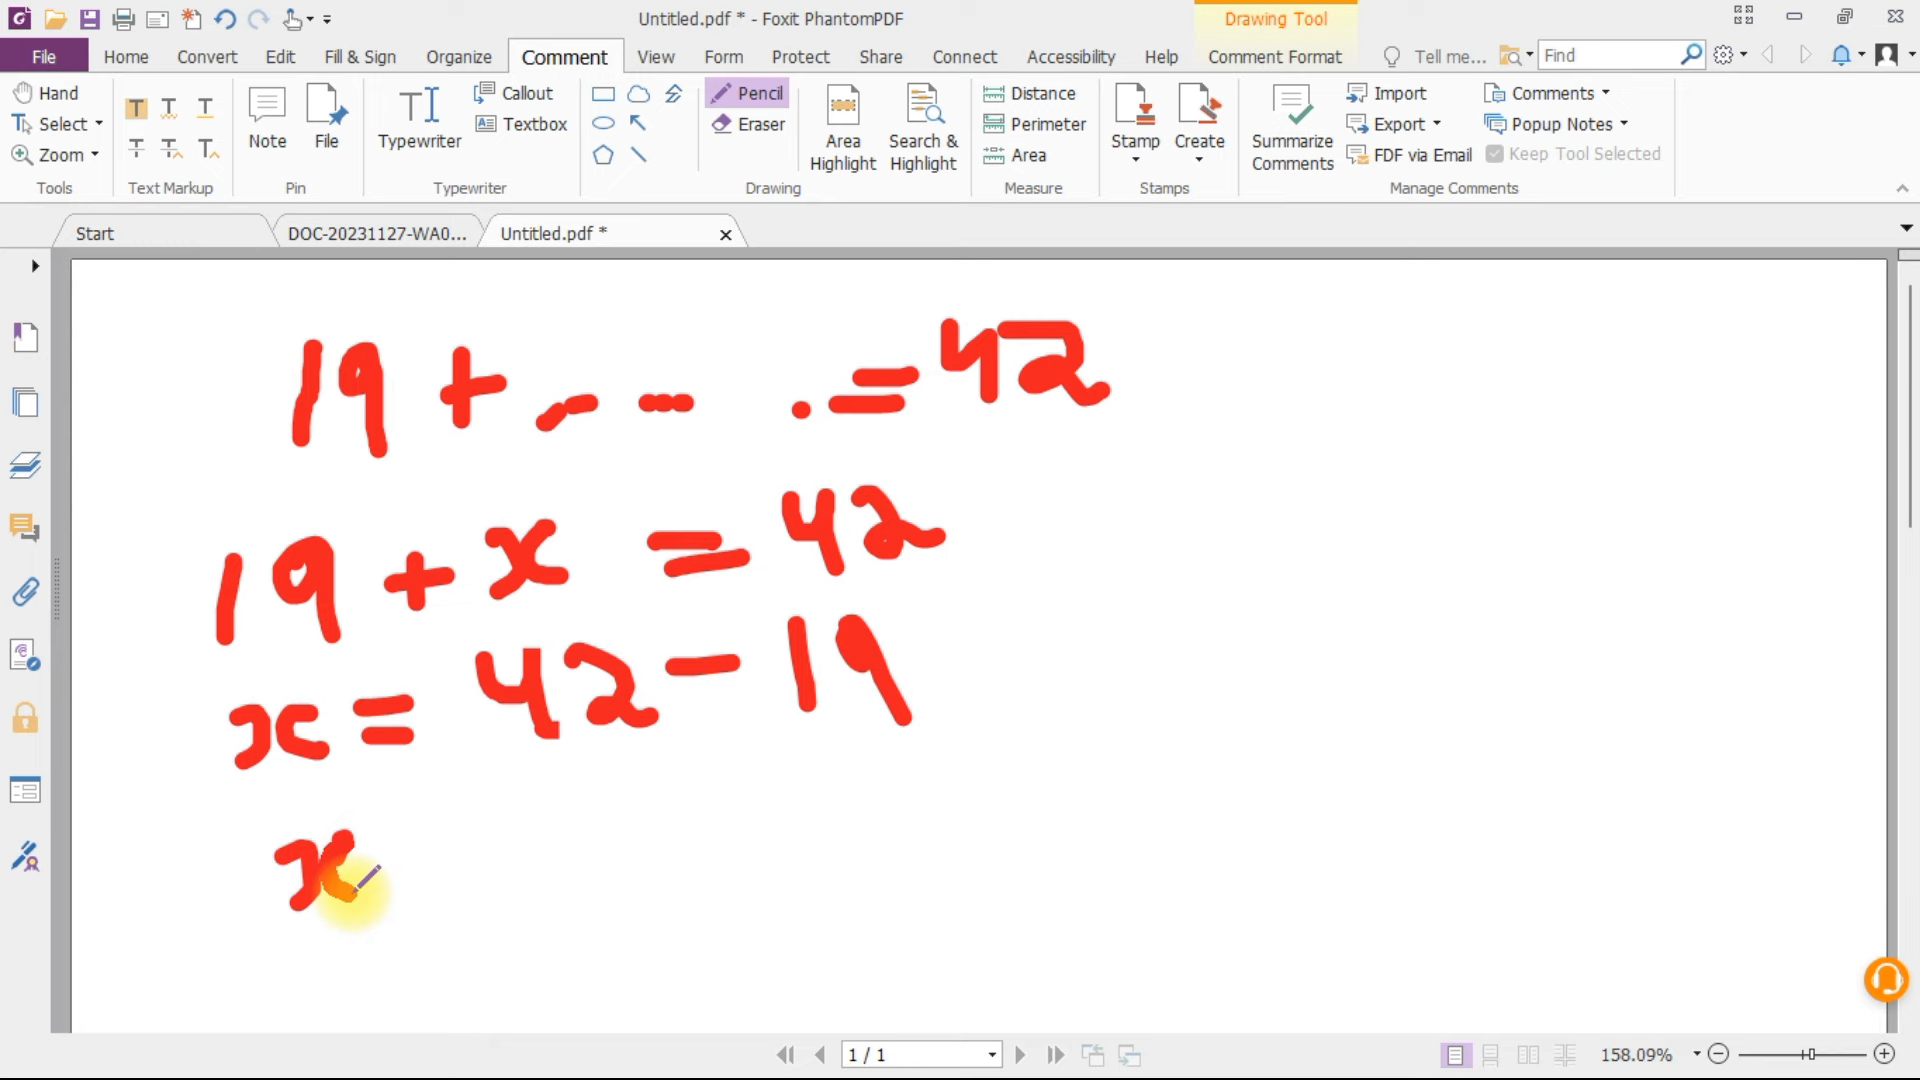 Untitled.pdf * - Foxit PhantomPDF
Drawing Tool
File Home Convert Edit Fill & Sign Organize Comment View Form Protect Share Connect Accessibility Help Comment Format Tell me... Find
Hand
Select
Zoom
Tools
Text Markup
Note
File
Pin
Typewriter
Callout
Textbox
Typewriter
Pencil
Eraser
Area Highlight
Search & Highlight
Drawing
Distance
Perimeter
Area
Measure
Stamp
Create
Stamps
Summarize Comments
Import
Export
FDF via Email
Comments
Popup Notes
Keep Tool Selected
Manage Comments
Start
DOC-20231127-WA0...
Untitled.pdf *
19 + .- -- . = 42
19 + x = 42
x = 42 - 19
x
1 / 1
158.09%